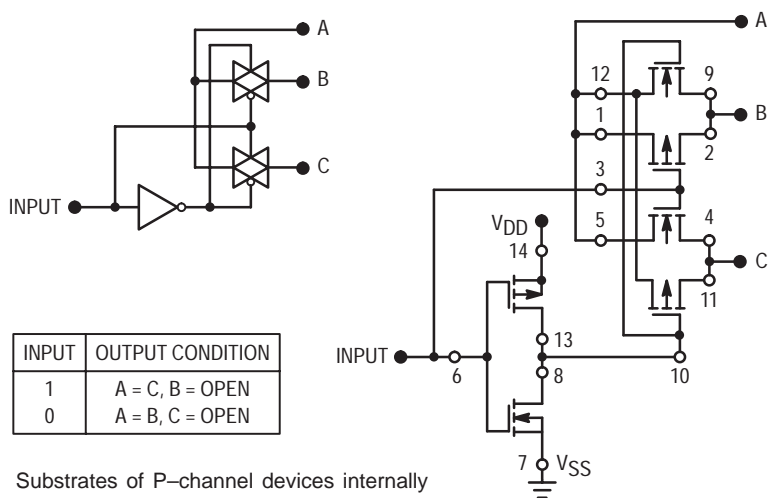 A
B
C
INPUT
A
12
9
B
1
2
3
5
4
C
11
VDD
14
INPUT
6
13
8
10
7
VSS
INPUT OUTPUT CONDITION
1 A = C, B = OPEN
0 A = B, C = OPEN
Substrates of P–channel devices internally